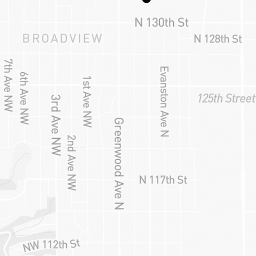 N 130th St
BROADVIEW
N 128th St
7th Ave NW
6th Ave NW
3rd Ave NW
1st Ave NW
2nd Ave NW
Greenwood Ave N
Evanston Ave N
125th Street
N 117th St
NW 112th St